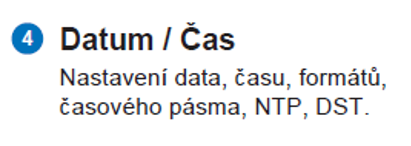 4 Datum / Čas
Nastavení data, času, formátů,
časového pásma, NTP, DST.